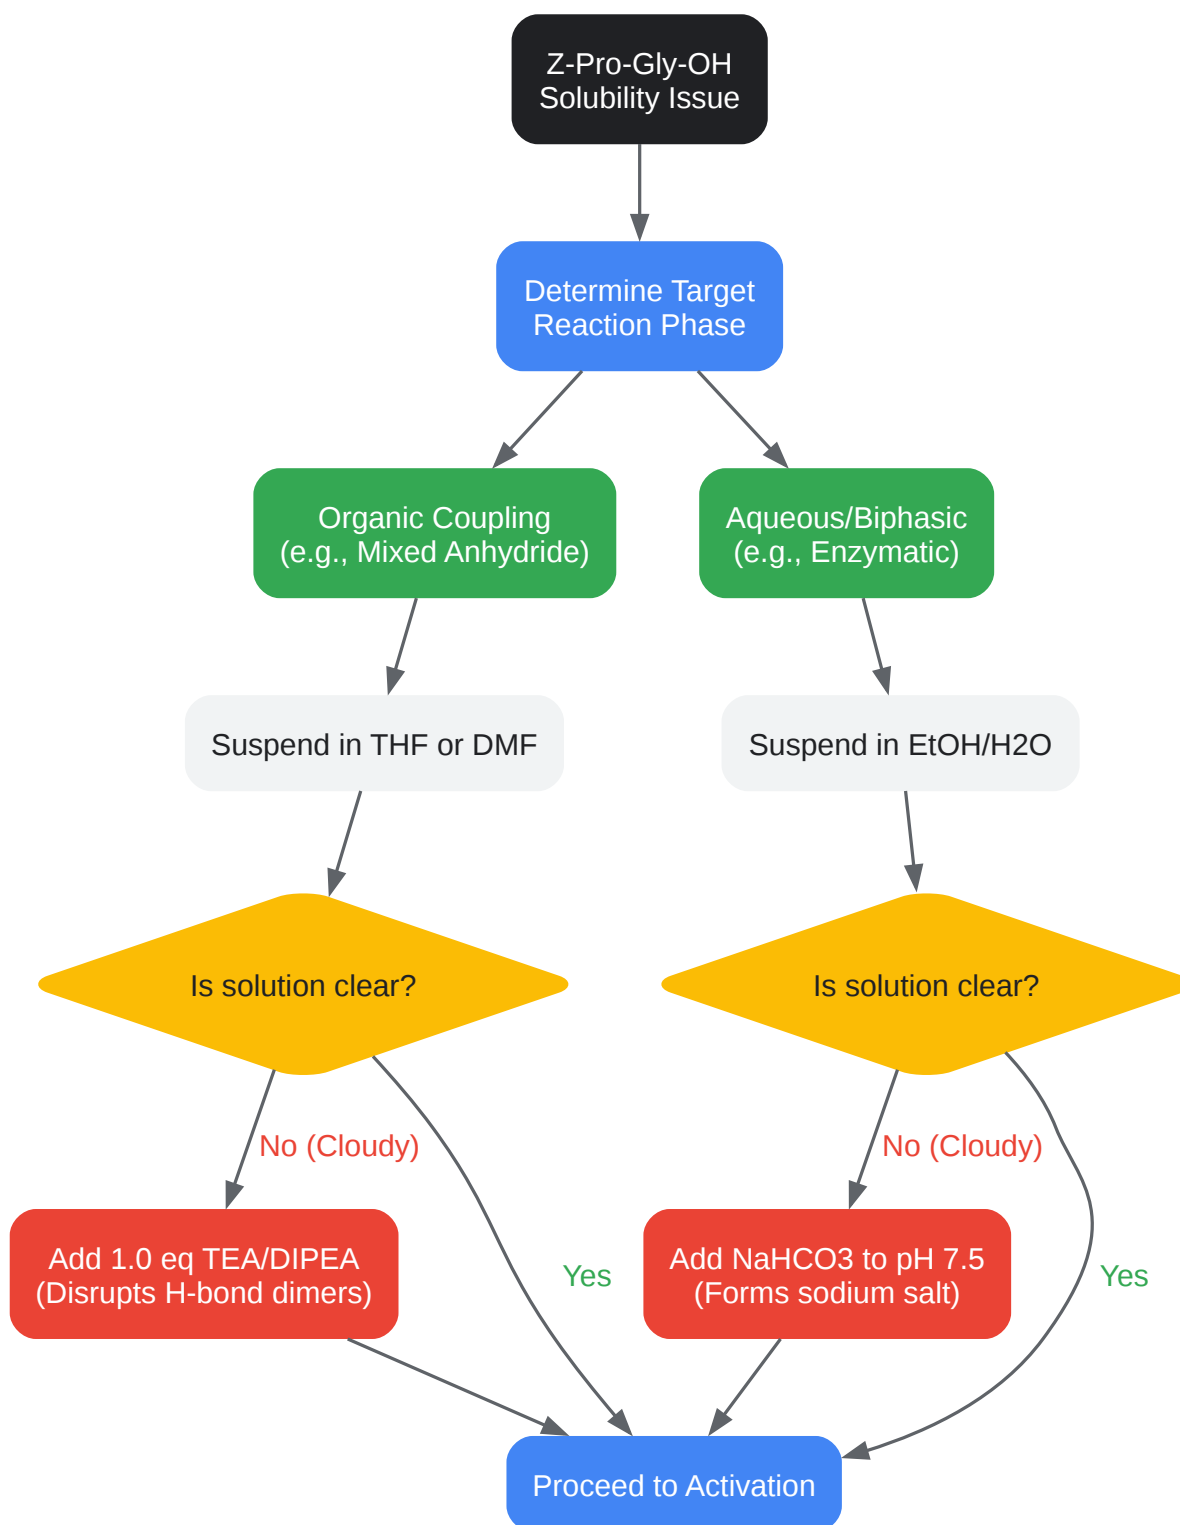 Z-Pro-Gly-OH
Solubility Issue
Determine Target
Reaction Phase
Organic Coupling
(e.g., Mixed Anhydride)
Aqueous/Biphasic
(e.g., Enzymatic)
Suspend in THF or DMF
Suspend in EtOH/H2O
Is solution clear?
Is solution clear?
No (Cloudy)
No (Cloudy)
Add 1.0 eq TEA/DIPEA
(Disrupts H-bond dimers)
Yes
Add NaHCO3 to pH 7.5
(Forms sodium salt)
Yes
Proceed to Activation